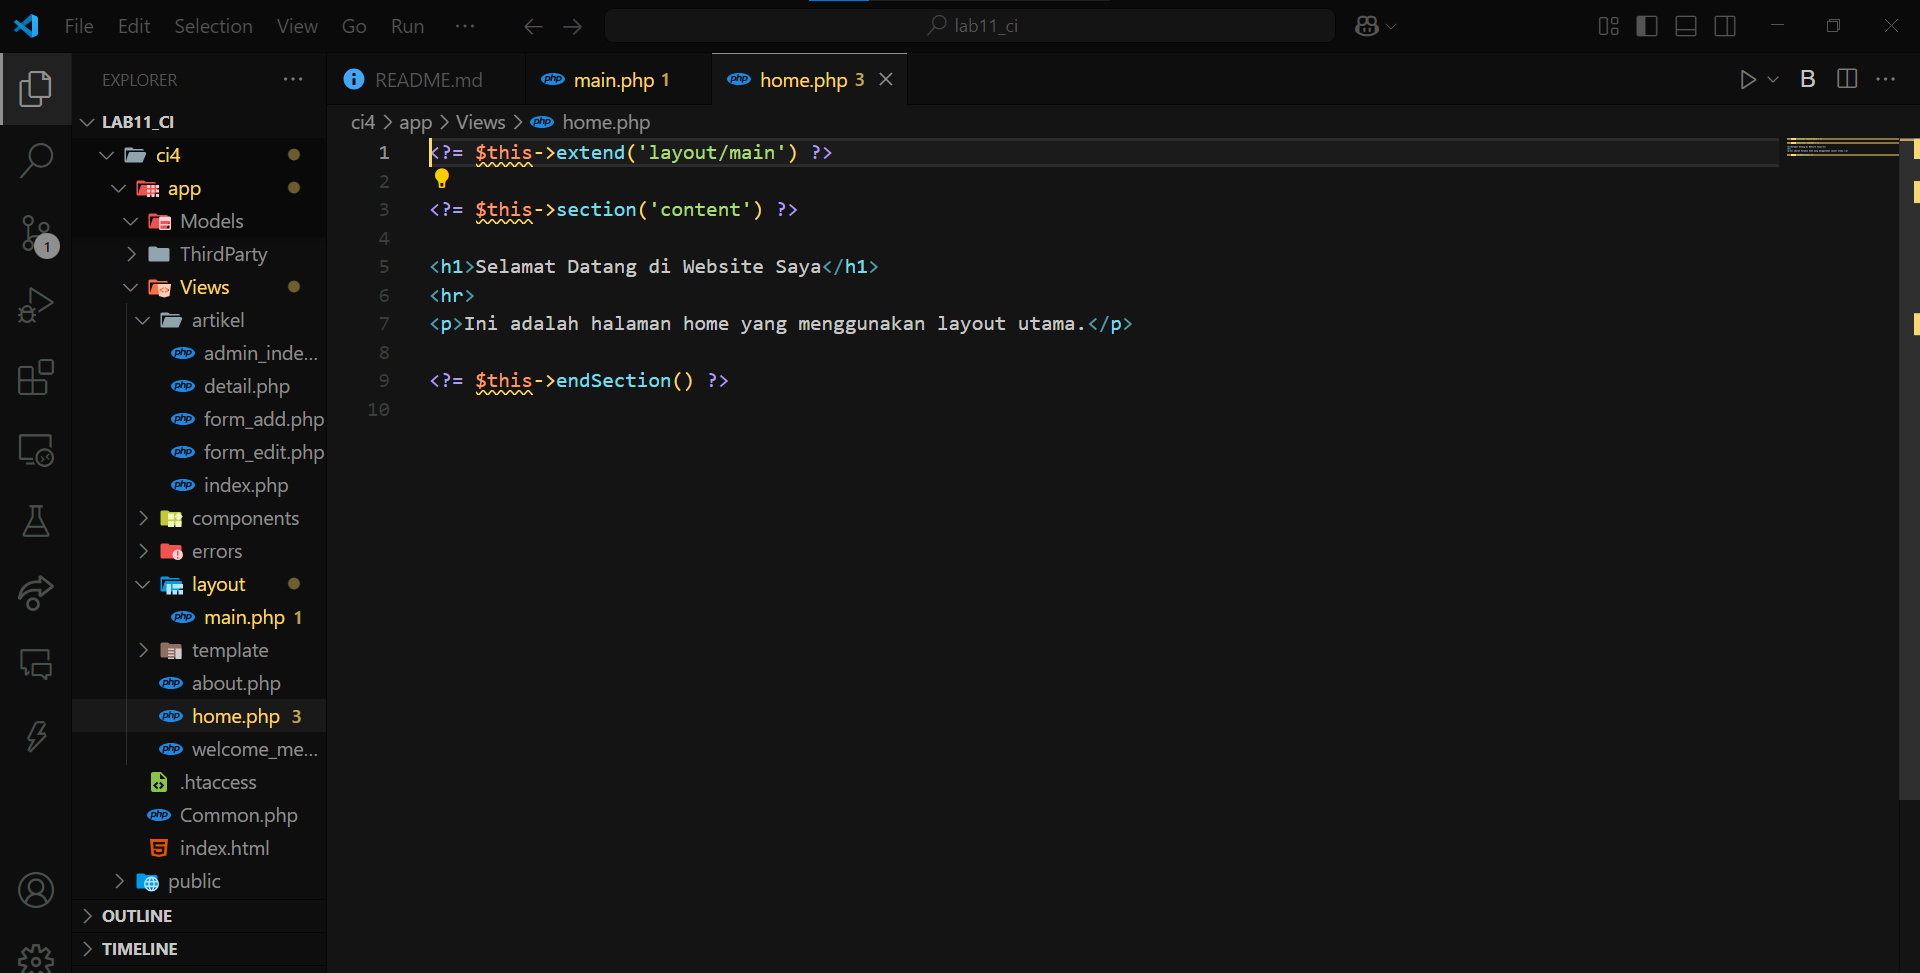 File Edit Selection View Go Run ··· lab11_ci
EXPLORER ···
README.md
main.php 1
home.php 3
ci4 > app > Views > home.php
LAB11_CI
ci4
app
Models
ThirdParty
Views
artikel
admin_inde...
detail.php
form_add.php
form_edit.php
index.php
components
errors
layout
main.php 1
template
about.php
home.php 3
welcome_me...
.htaccess
Common.php
index.html
public
OUTLINE
TIMELINE
1
B
1 <?= $this->extend('layout/main') ?>
2
3 <?= $this->section('content') ?>
4
5 <h1>Selamat Datang di Website Saya</h1>
6 <hr>
7 <p>Ini adalah halaman home yang menggunakan layout utama.</p>
8
9 <?= $this->endSection() ?>
10